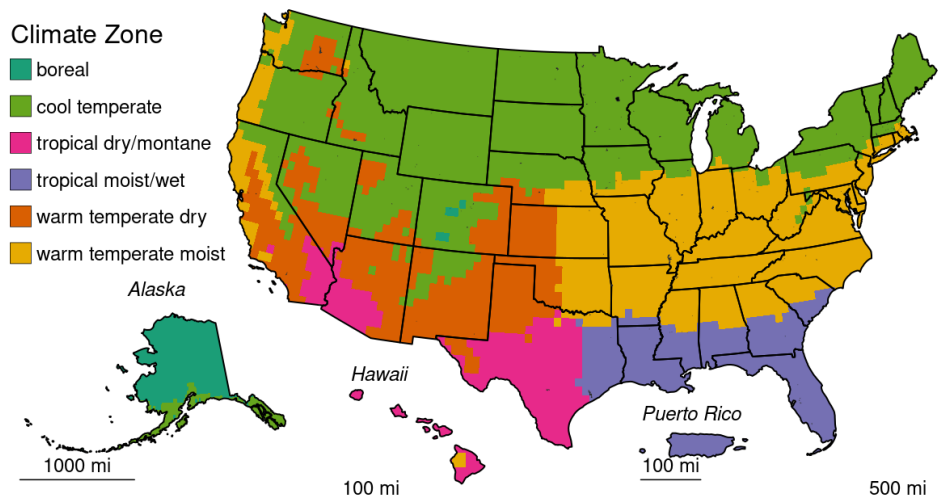 Climate Zone
boreal
cool temperate
tropical dry/montane
tropical moist/wet
warm temperate dry
warm temperate moist
Alaska
Hawaii
Puerto Rico
1000 mi
100 mi
100 mi
500 mi